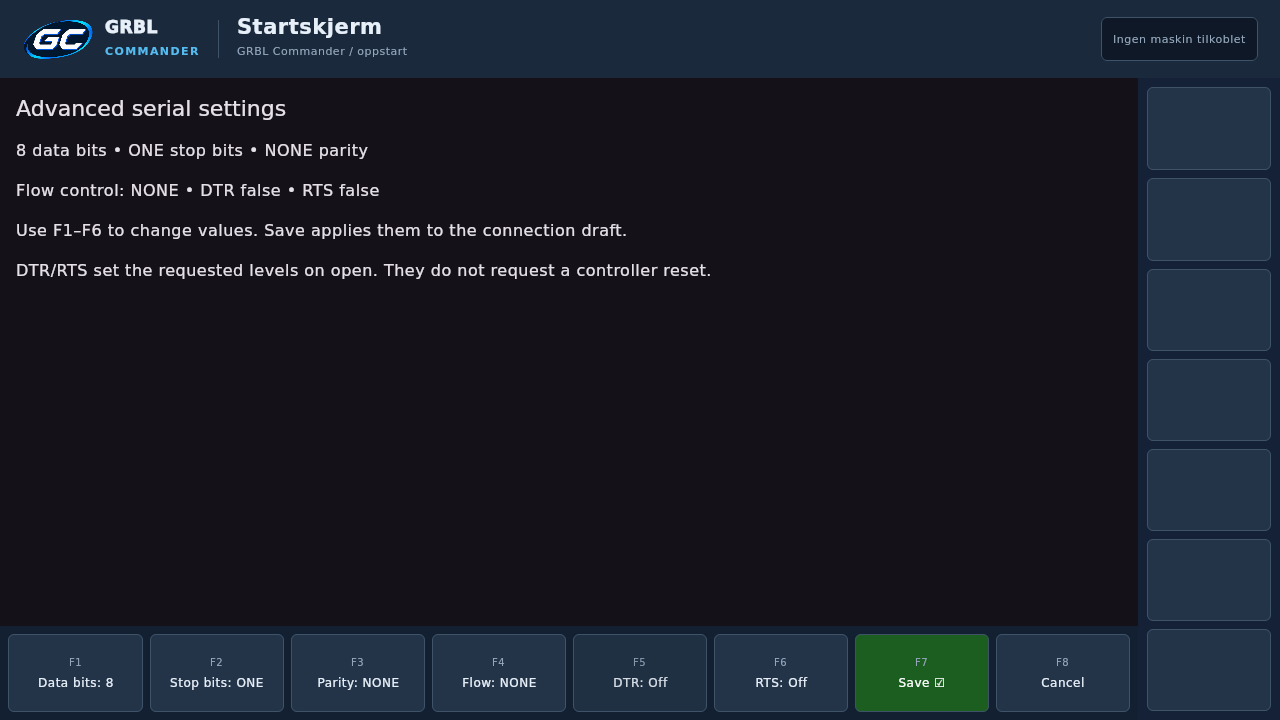 GC
GRBL
COMMANDER
Startskjerm
GRBL Commander / oppstart
Ingen maskin tilkoblet
Advanced serial settings
8 data bits • ONE stop bits • NONE parity
Flow control: NONE • DTR false • RTS false
Use F1–F6 to change values. Save applies them to the connection draft.
DTR/RTS set the requested levels on open. They do not request a controller reset.
F1
Data bits: 8
F2
Stop bits: ONE
F3
Parity: NONE
F4
Flow: NONE
F5
DTR: Off
F6
RTS: Off
F7
Save ☑
F8
Cancel